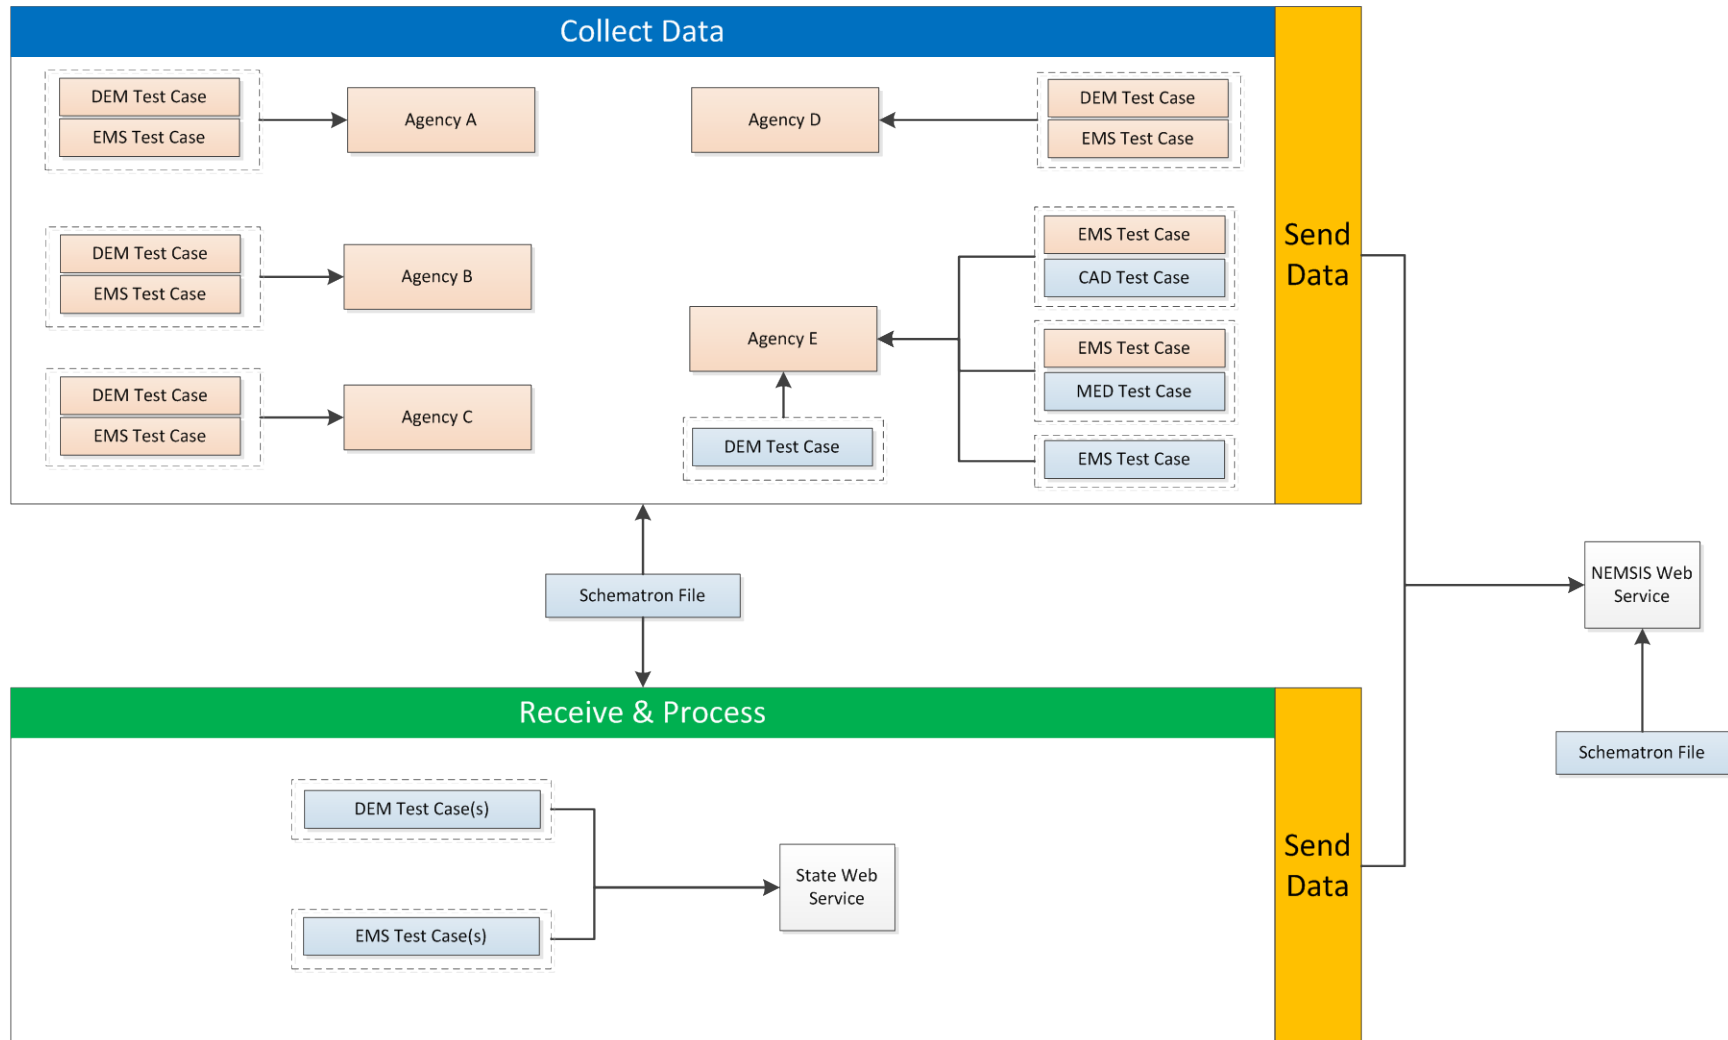 Collect Data
DEM Test Case
EMS Test Case
Agency A
Agency D
DEM Test Case
EMS Test Case
DEM Test Case
EMS Test Case
Agency B
EMS Test Case
CAD Test Case
Agency E
EMS Test Case
MED Test Case
DEM Test Case
EMS Test Case
Agency C
DEM Test Case
EMS Test Case
Send
Data
Schematron File
NEMSIS Web
Service
Schematron File
Receive & Process
DEM Test Case(s)
EMS Test Case(s)
State Web
Service
Send
Data